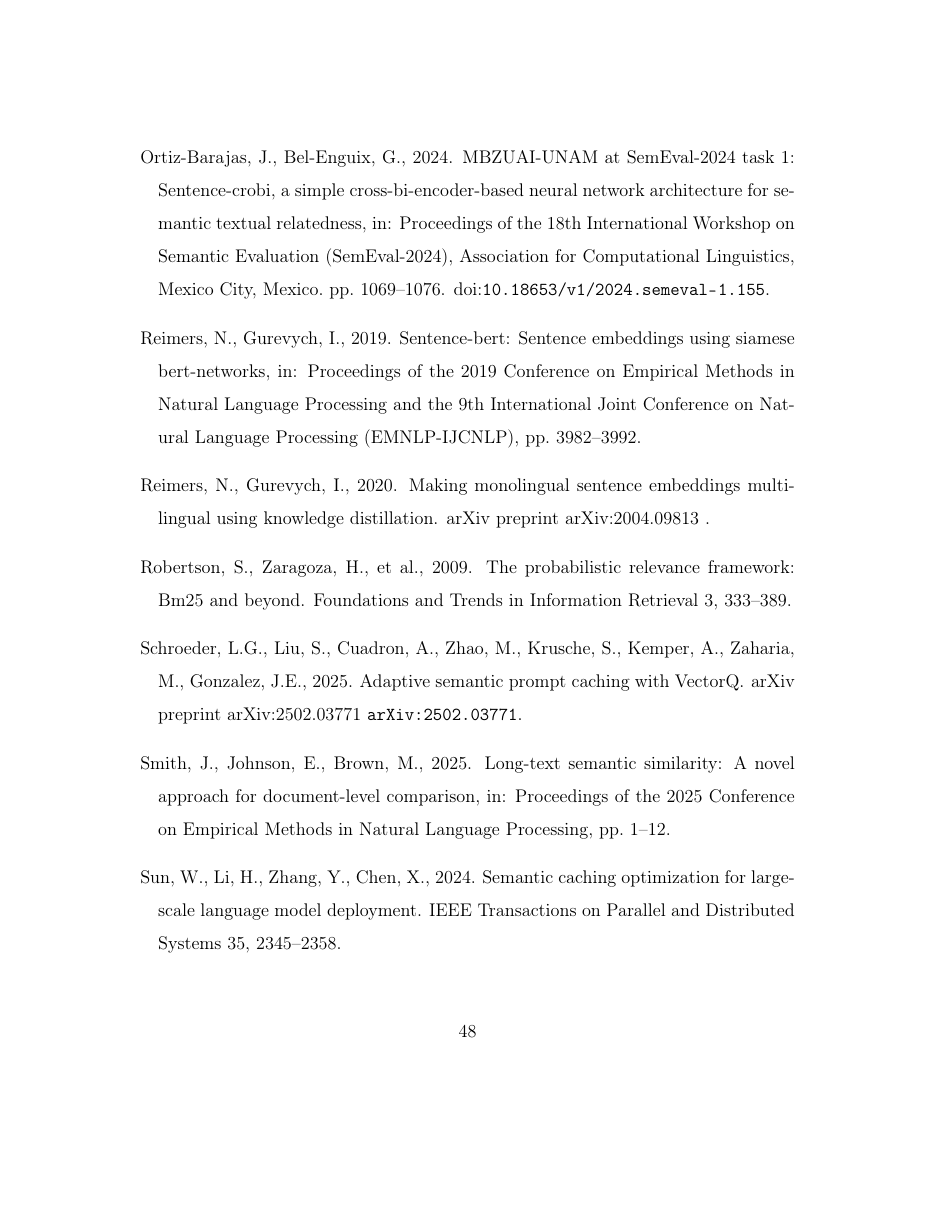 Ortiz-Barajas, J., Bel-Enguix, G., 2024. MBZUAI-UNAM at SemEval-2024 task 1:
Sentence-crobi, a simple cross-bi-encoder-based neural network architecture for se-
mantic textual relatedness, in: Proceedings of the 18th International Workshop on
Semantic Evaluation (SemEval-2024), Association for Computational Linguistics,
Mexico City, Mexico. pp. 1069–1076. doi:10.18653/v1/2024.semeval-1.155.
Reimers, N., Gurevych, I., 2019. Sentence-bert: Sentence embeddings using siamese
bert-networks, in: Proceedings of the 2019 Conference on Empirical Methods in
Natural Language Processing and the 9th International Joint Conference on Nat-
ural Language Processing (EMNLP-IJCNLP), pp. 3982–3992.
Reimers, N., Gurevych, I., 2020. Making monolingual sentence embeddings multi-
lingual using knowledge distillation. arXiv preprint arXiv:2004.09813 .
Robertson, S., Zaragoza, H., et al., 2009. The probabilistic relevance framework:
Bm25 and beyond. Foundations and Trends in Information Retrieval 3, 333–389.
Schroeder, L.G., Liu, S., Cuadron, A., Zhao, M., Krusche, S., Kemper, A., Zaharia,
M., Gonzalez, J.E., 2025. Adaptive semantic prompt caching with VectorQ. arXiv
preprint arXiv:2502.03771 arXiv:2502.03771.
Smith, J., Johnson, E., Brown, M., 2025. Long-text semantic similarity: A novel
approach for document-level comparison, in: Proceedings of the 2025 Conference
on Empirical Methods in Natural Language Processing, pp. 1–12.
Sun, W., Li, H., Zhang, Y., Chen, X., 2024. Semantic caching optimization for large-
scale language model deployment. IEEE Transactions on Parallel and Distributed
Systems 35, 2345–2358.
48